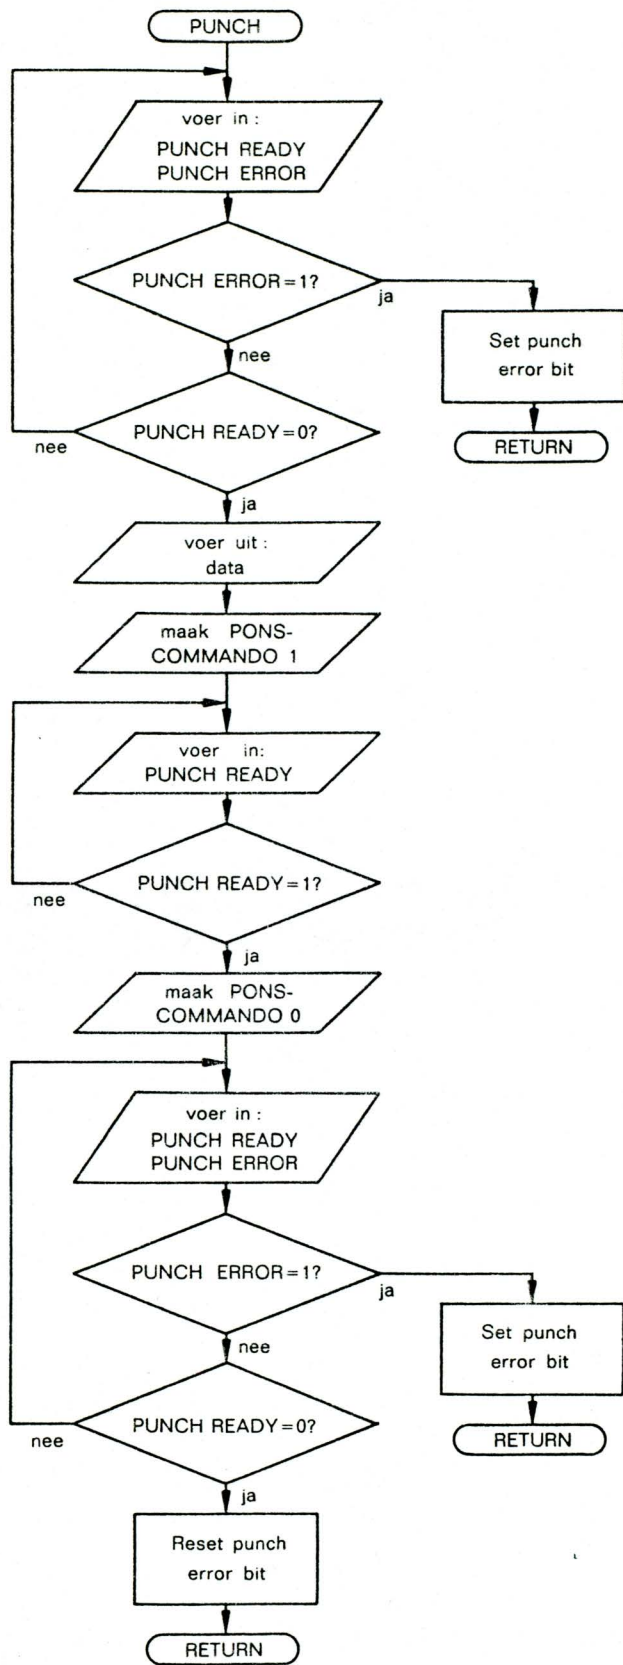 PUNCH
voer in :
PUNCH READY
PUNCH ERROR
PUNCH ERROR=1?
ja
nee
Set punch
error bit
RETURN
PUNCH READY=0?
nee
ja
voer uit :
data
maak PONS-
COMMANDO 1
voer in:
PUNCH READY
PUNCH READY=1?
nee
ja
maak PONS-
COMMANDO 0
voer in :
PUNCH READY
PUNCH ERROR
PUNCH ERROR=1?
ja
nee
Set punch
error bit
RETURN
PUNCH READY=0?
nee
ja
Reset punch
error bit
RETURN